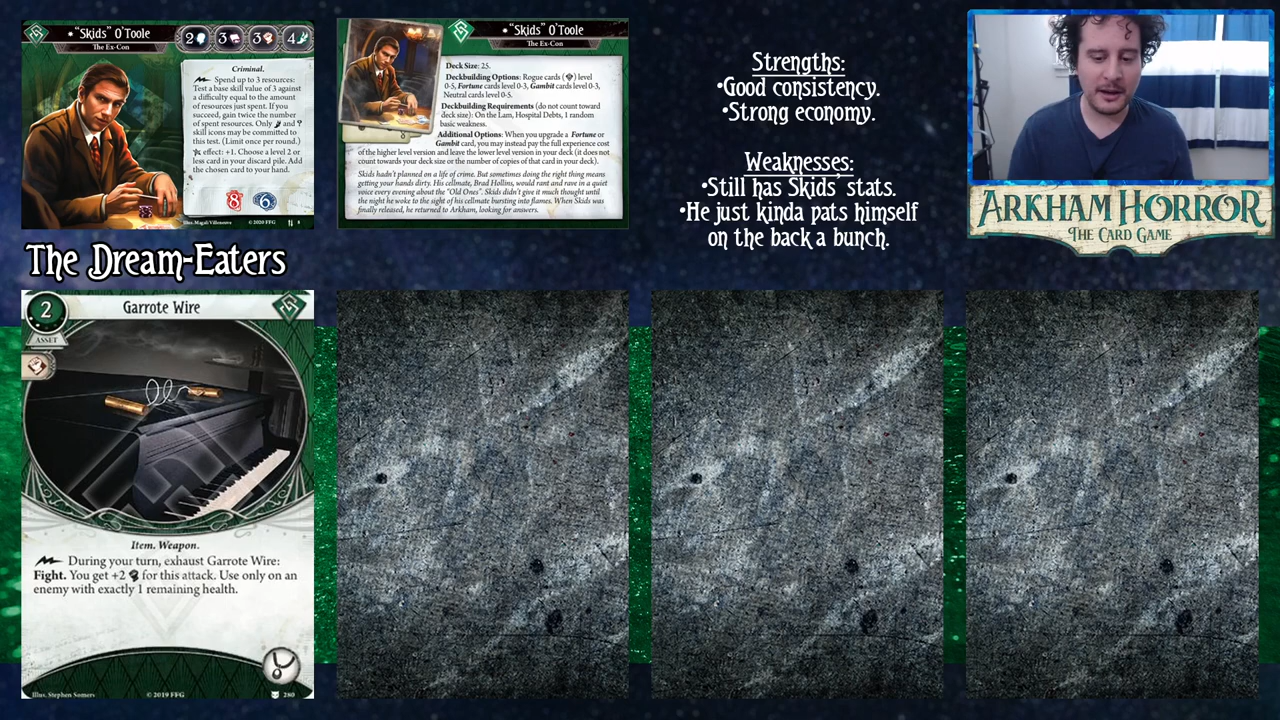 "Skids" O'Toole
The Ex-Con
2 3 3 4
Criminal.
Spend up to 3 resources:
Test a base skill value of 3 against
a difficulty equal to the amount
of resources just spent. If you
succeed, gain twice the number
of spent resources. Only and ?
skill icons may be committed to
this test. (Limit once per round.)
effect: +1. Choose a level 2 or
less card in your discard pile. Add
the chosen card to your hand.
8 6
Illus. Magali Villeneuve
© 2020 FFG
"Skids" O'Toole
The Ex-Con
Deck Size: 25.
Deckbuilding Options: Rogue cards ( ) level
0-5, Fortune cards level 0-3, Gambit cards level 0-3,
Neutral cards level 0-5.
Deckbuilding Requirements (do not count toward
deck size): On the Lam, Hospital Debts, 1 random
basic weakness.
Additional Options: When you upgrade a Fortune or
Gambit card, you may instead pay the full experience cost
of the higher level version and leave the lower level version in your deck (it does not
count towards your deck size or the number of copies of that card in your deck).
Skids hadn't planned on a life of crime. But sometimes doing the right thing means
getting your hands dirty. His cellmate, Brad Hollins, would rant and rave in a quiet
voice every evening about the "Old Ones". Skids didn't give it much thought until
the night he woke to the sight of his cellmate bursting into flames. When Skids was
finally released, he returned to Arkham, looking for answers.
Strengths:
•Good consistency.
•Strong economy.
Weaknesses:
•Still has Skids' stats.
•He just kinda pats himself
on the back a bunch.
ARKHAM HORROR
THE CARD GAME
The Dream-Eaters
2
Garrote Wire
ASSET
Item. Weapon.
During your turn, exhaust Garrote Wire:
Fight. You get +2 for this attack. Use only on an
enemy with exactly 1 remaining health.
Illus. Stephen Somers
© 2019 FFG
280